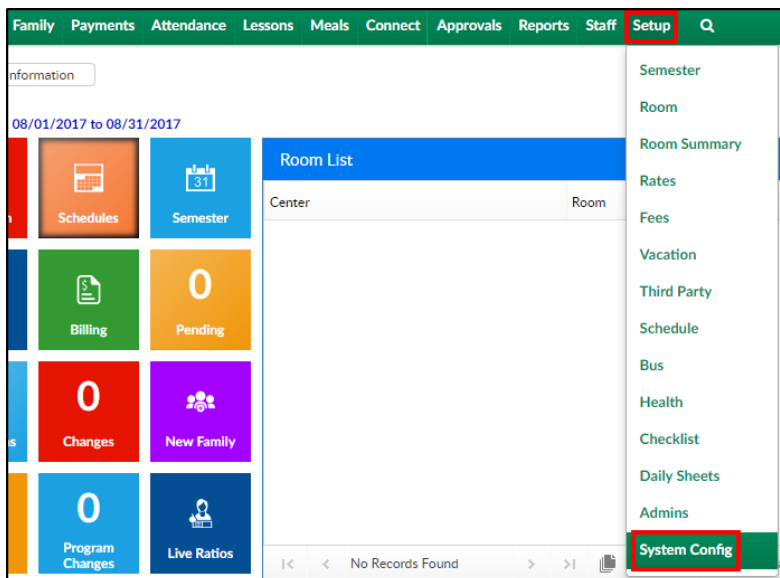 Family Payments Attendance Lessons Meals Connect Approvals Reports Staff Setup
nformation
08/01/2017 to 08/31/2017
Schedules
31
Semester
$
Billing
0
Pending
0
Changes
New Family
0
Program
Changes
Live Ratios
Room List
Center Room
No Records Found
Semester
Room
Room Summary
Rates
Fees
Vacation
Third Party
Schedule
Bus
Health
Checklist
Daily Sheets
Admins
System Config